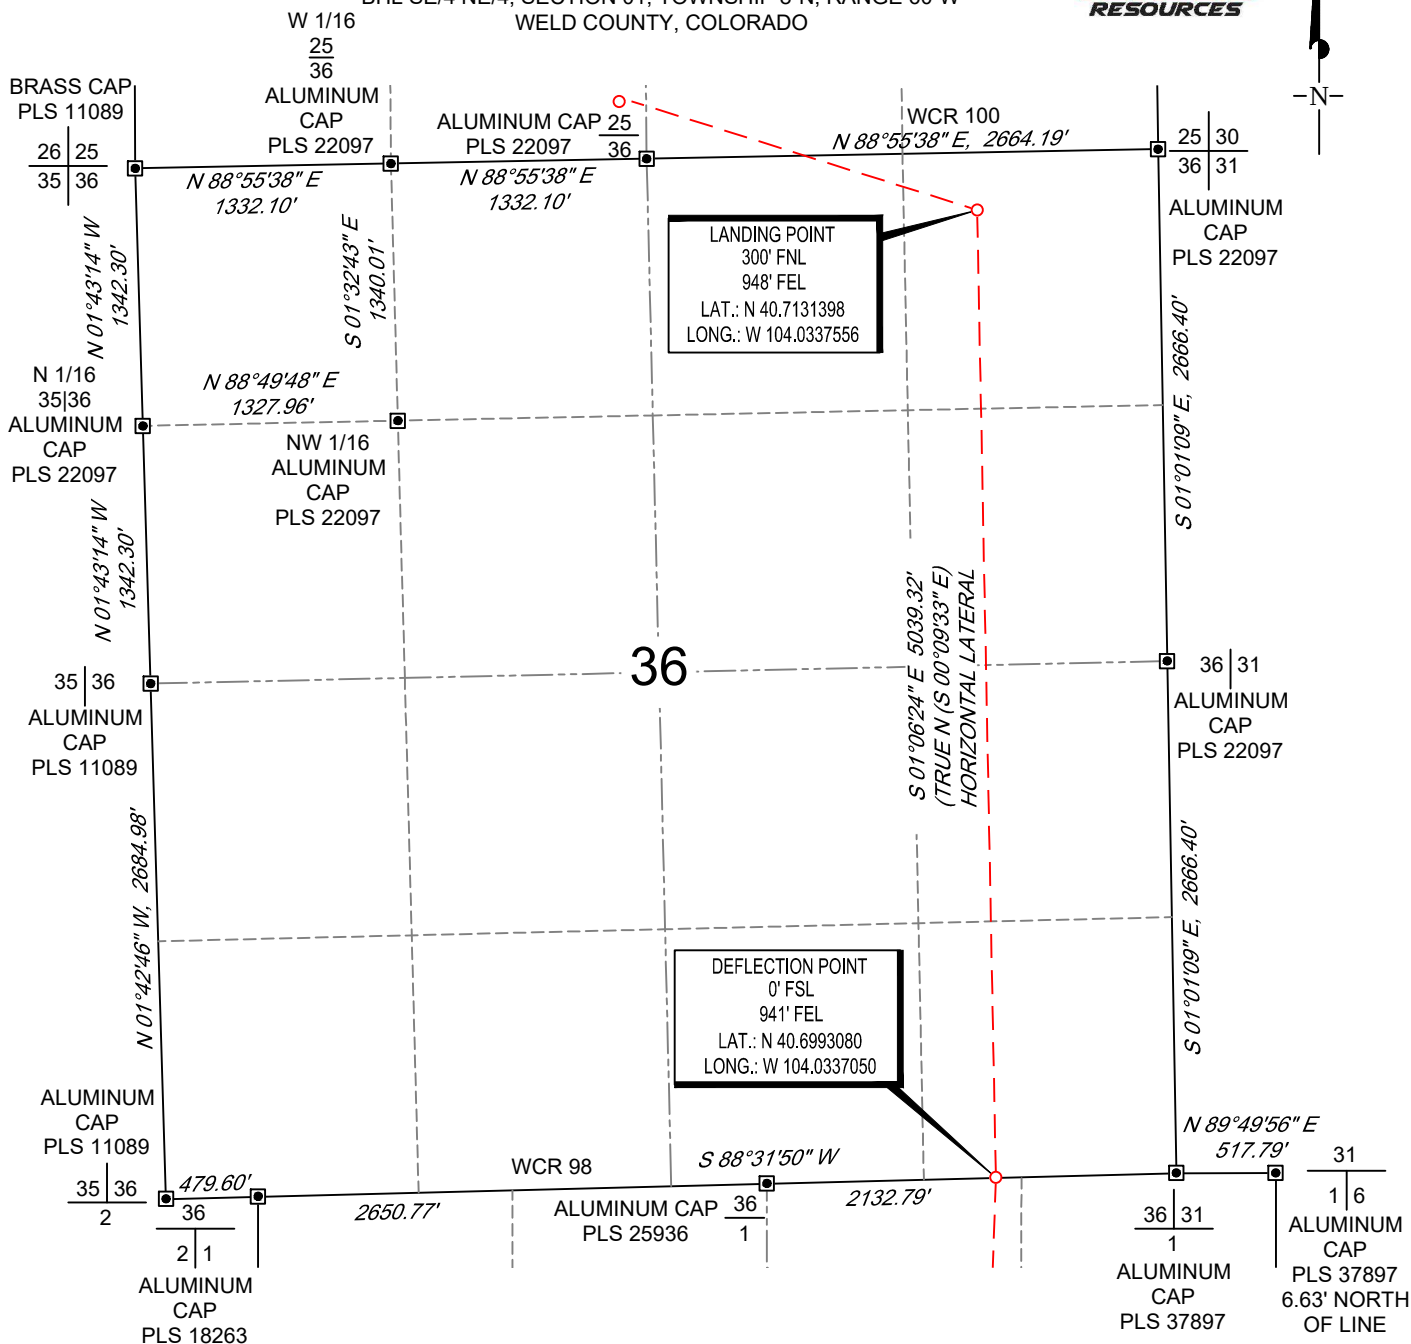 WELD COUNTY, COLORADO
RESOURCES
-N-
W 1/16
25
36
ALUMINUM
CAP
PLS 22097
BRASS CAP
PLS 11089
26 25
35 36
ALUMINUM CAP
PLS 22097
25
36
WCR 100
N 88°55'38" E, 2664.19'
25 30
36 31
ALUMINUM
CAP
PLS 22097
N 88°55'38" E
1332.10'
N 88°55'38" E
1332.10'
N 01°43'14" W
1342.30'
S 01°32'43" E
1340.01'
LANDING POINT
300' FNL
948' FEL
LAT.: N 40.7131398
LONG.: W 104.0337556
S 01°01'09" E, 2666.40'
N 1/16
35|36
ALUMINUM
CAP
PLS 22097
N 88°49'48" E
1327.96'
NW 1/16
ALUMINUM
CAP
PLS 22097
N 01°43'14" W
1342.30'
36
S 01°06'24" E 5039.32'
(TRUE N (S 00°09'33" E)
HORIZONTAL LATERAL
35 36
ALUMINUM
CAP
PLS 11089
36 31
ALUMINUM
CAP
PLS 22097
N 01°42'46" W, 2684.98'
S 01°01'09" E, 2666.40'
DEFLECTION POINT
0' FSL
941' FEL
LAT.: N 40.6993080
LONG.: W 104.0337050
ALUMINUM
CAP
PLS 11089
35 36
2
479.60'
36
2 1
ALUMINUM
CAP
PLS 18263
2650.77'
WCR 98
S 88°31'50" W
ALUMINUM CAP
PLS 25936
36
1
2132.79'
N 89°49'56" E
517.79'
36 31
1
ALUMINUM
CAP
PLS 37897
31
1 6
ALUMINUM
CAP
PLS 37897
6.63' NORTH
OF LINE